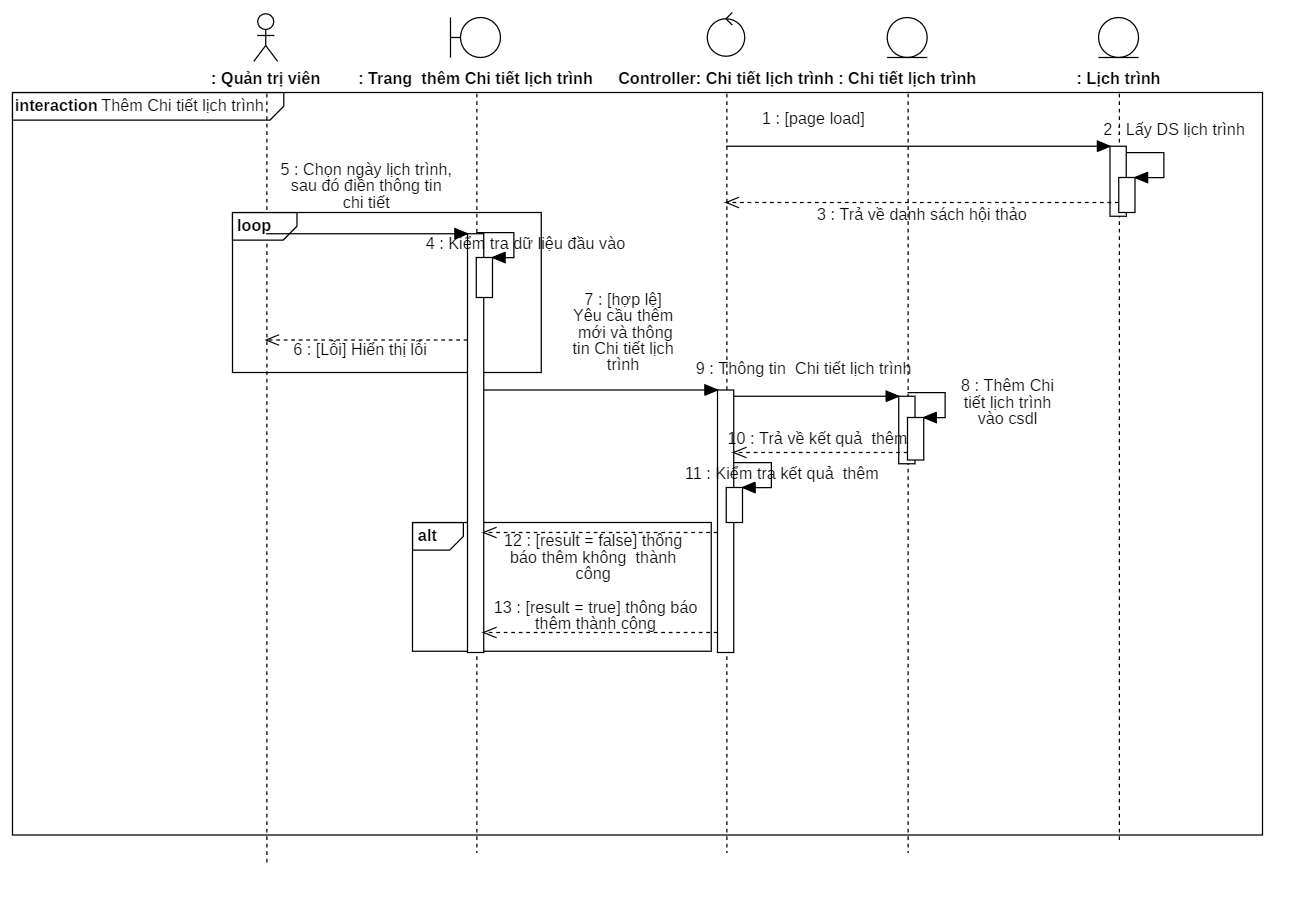 : Quản trị viên
: Trang thêm Chi tiết lịch trình
Controller: Chi tiết lịch trình
: Chi tiết lịch trình
: Lịch trình
interaction Thêm Chi tiết lịch trình
1 : [page load]
2 : Lấy DS lịch trình
3 : Trả về danh sách hội thảo
5 : Chọn ngày lịch trình,
sau đó điền thông tin
chi tiết
loop
4 : Kiểm tra dữ liệu đầu vào
6 : [Lỗi] Hiển thị lỗi
7 : [hợp lệ]
Yêu cầu thêm
mới và thông
tin Chi tiết lịch
trình
9 : Thông tin Chi tiết lịch trình
8 : Thêm Chi
tiết lịch trình
vào csdl
10 : Trả về kết quả thêm
11 : Kiểm tra kết quả thêm
alt
12 : [result = false] thông
báo thêm không thành
công
13 : [result = true] thông báo
thêm thành công